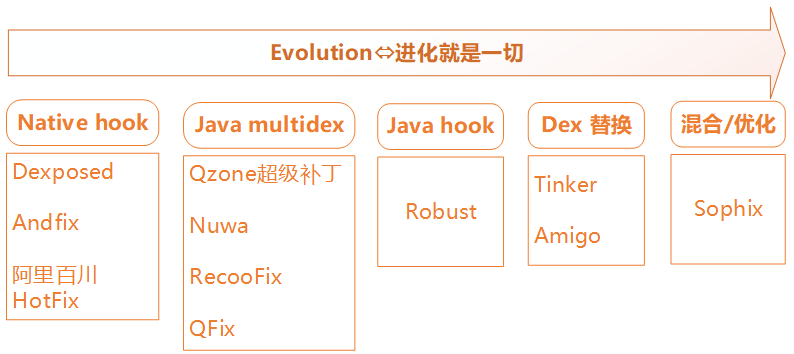 Evolution⇔进化就是一切
Native hook
Dexposed
Andfix
阿里百川
HotFix
Java multidex
Qzone超级补丁
Nuwa
RecooFix
QFix
Java hook
Robust
Dex 替换
Tinker
Amigo
混合/优化
Sophix